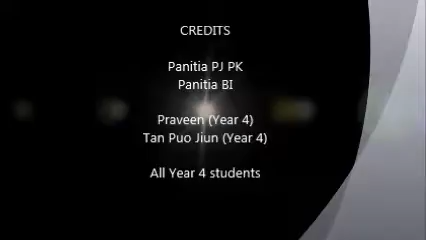 CREDITS
Panitia PJ PK
Panitia BI
Praveen (Year 4)
Tan Puo Jiun (Year 4)
All Year 4 students